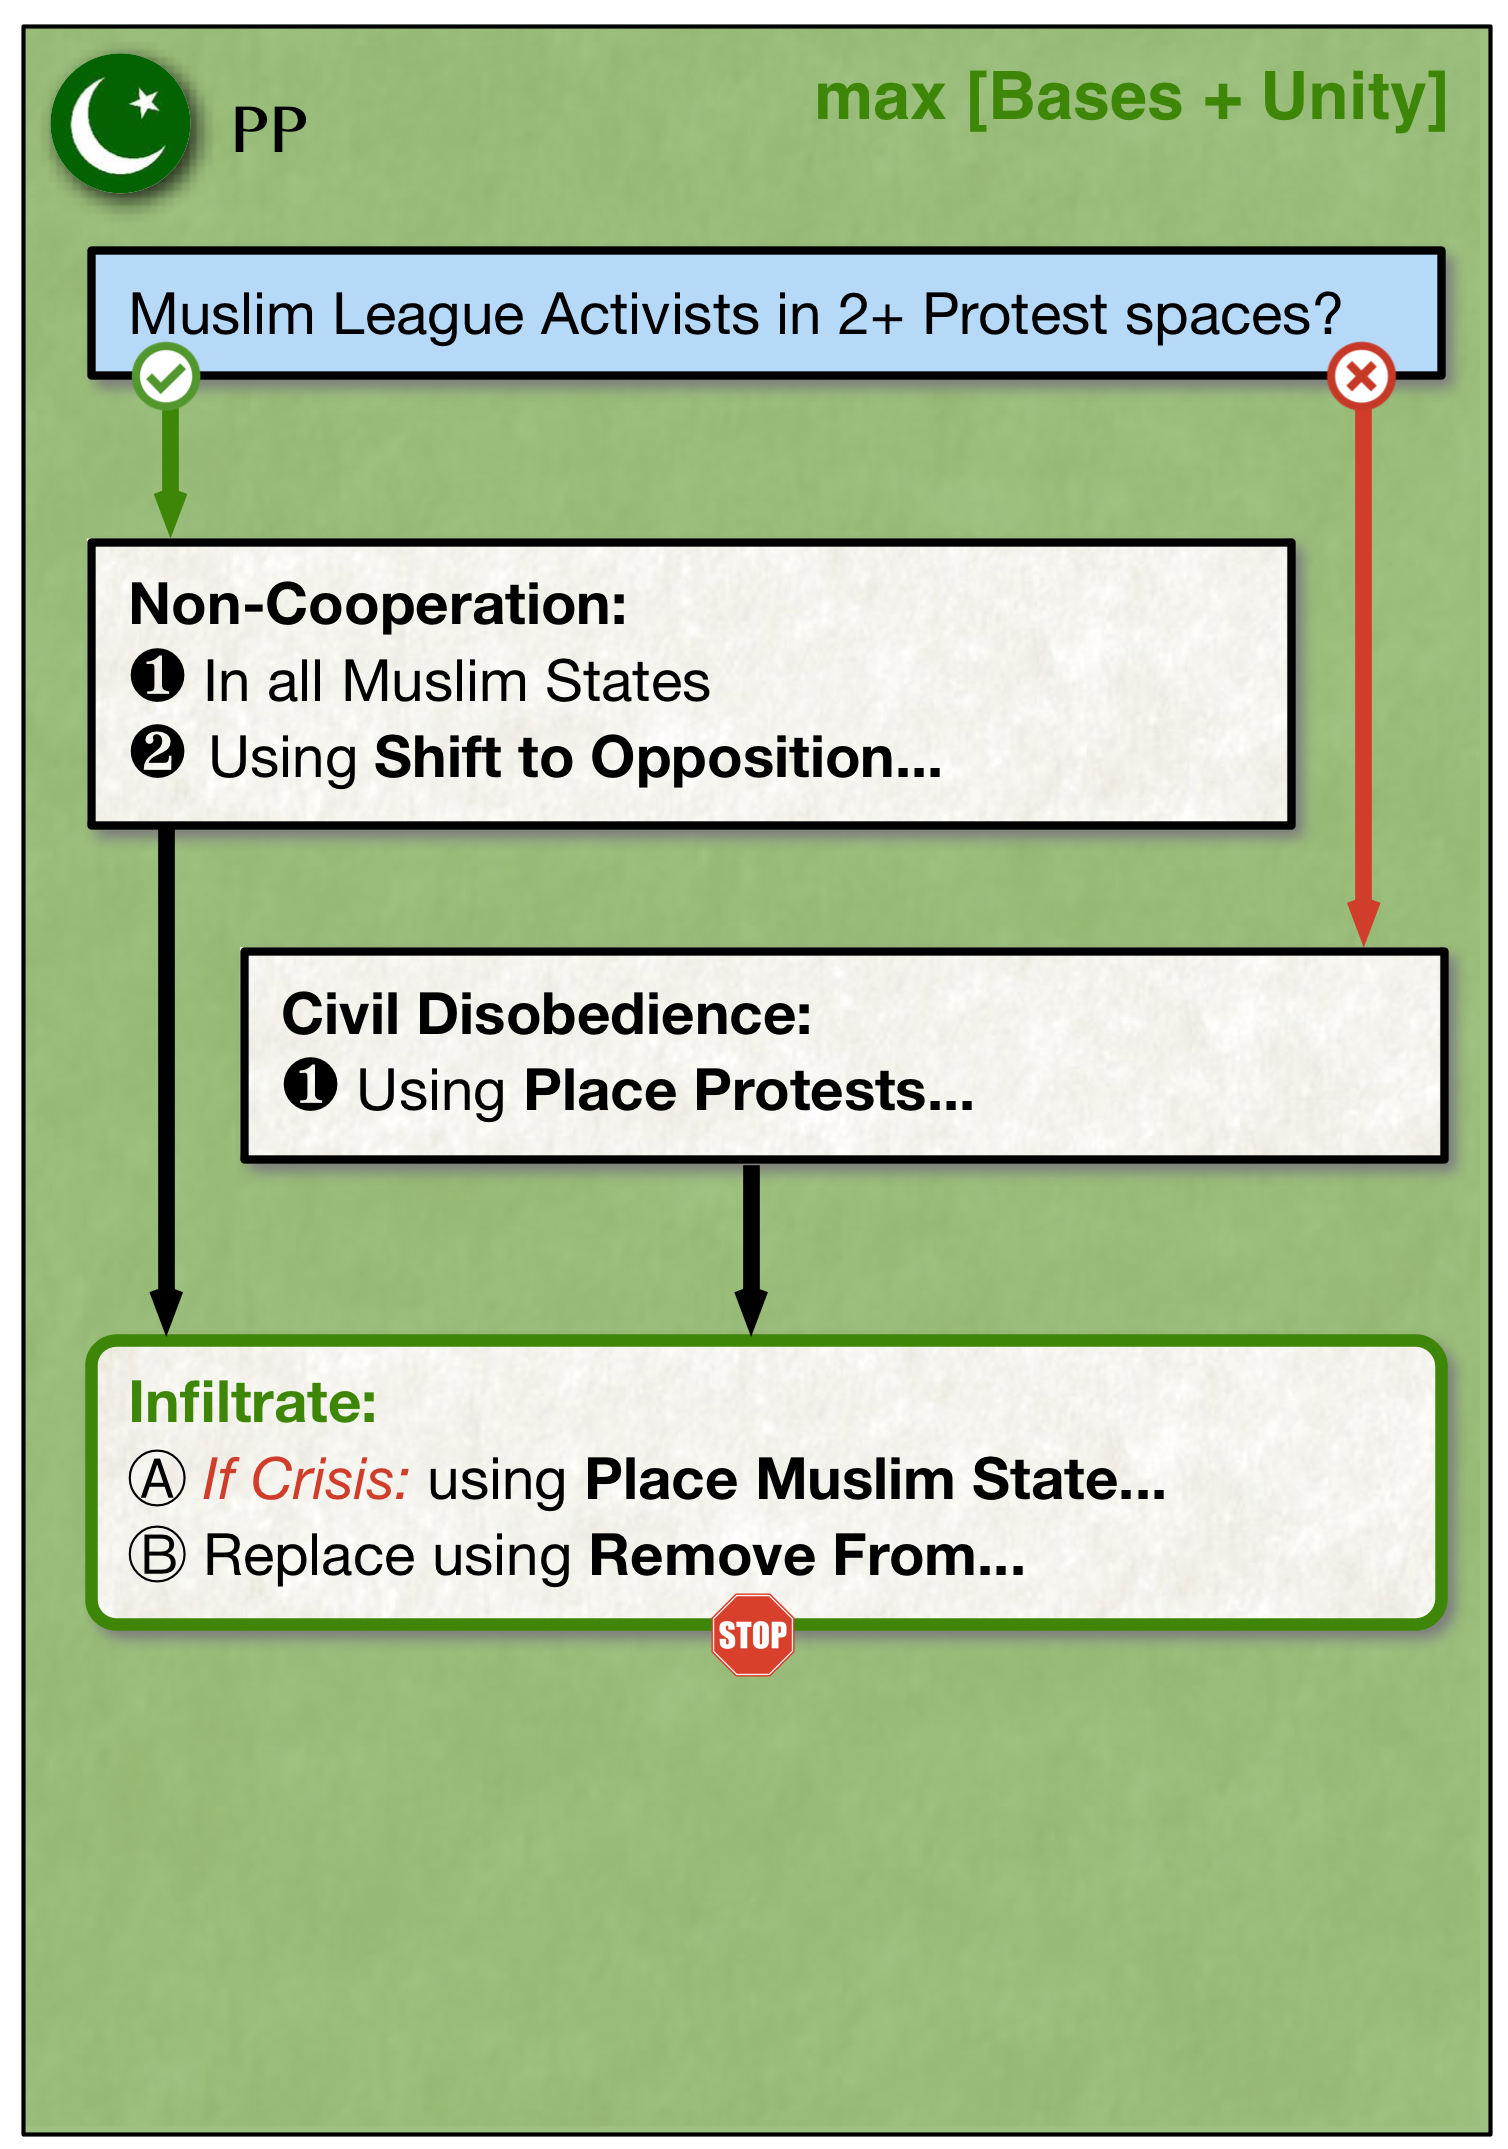 PP
max [Bases + Unity]
Muslim League Activists in 2+ Protest spaces?
Non-Cooperation:
❶ In all Muslim States
❷ Using Shift to Opposition...
Civil Disobedience:
❶ Using Place Protests...
Infiltrate:
Ⓐ If Crisis: using Place Muslim State...
Ⓑ Replace using Remove From...
STOP